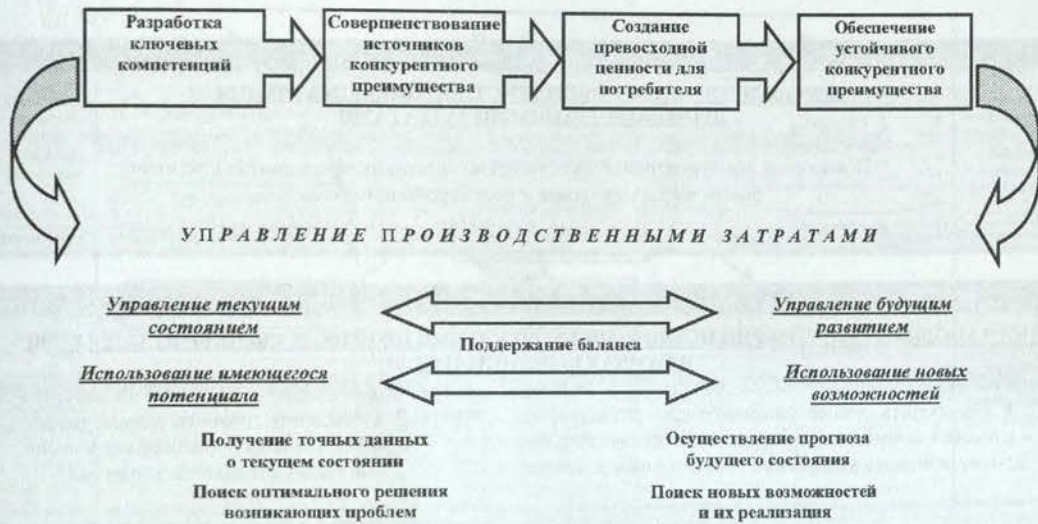 Разработка
ключевых
компетенций
Совершенствование
источников
конкурентного
преимущества
Создание
превосходной
ценности для
потребителя
Обеспечение
устойчивого
конкурентного
преимущества
УПРАВЛЕНИЕ ПРОИЗВОДСТВЕННЫМИ ЗАТРАТАМИ
Управление текущим
состоянием
Управление будущим
развитием
Поддержание баланса
Использование имеющегося
потенциала
Использование новых
возможностей
Получение точных данных
о текущем состоянии
Осуществление прогноза
будущего состояния
Поиск оптимального решения
возникающих проблем
Поиск новых возможностей
и их реализация